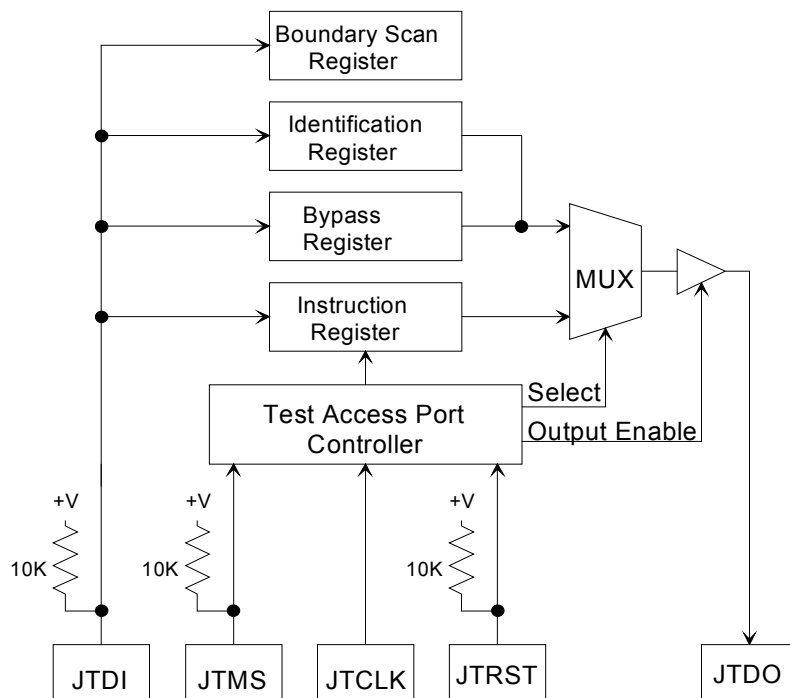 Boundary Scan
Register
Identification
Register
Bypass
Register
MUX
Instruction
Register
Select
Test Access Port
Controller
Output Enable
+V
+V
+V
10K
10K
10K
JTDI
JTMS
JTCLK
JTRST
JTDO